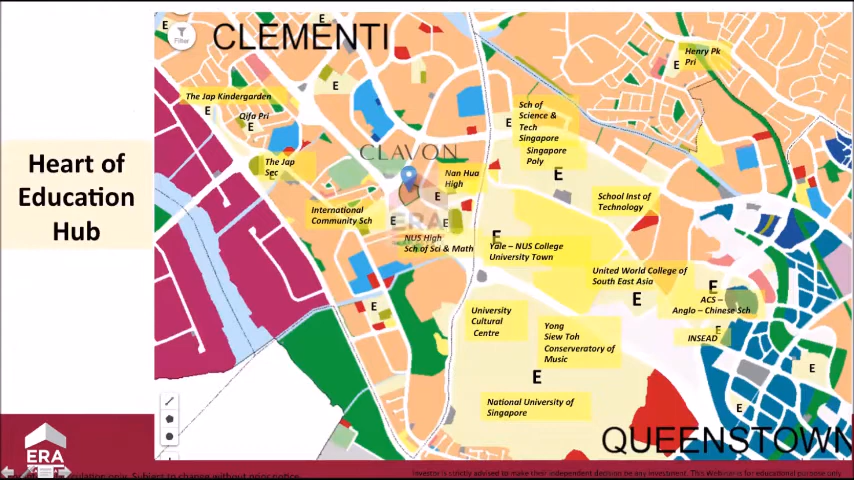 Heart of
Education
Hub
Filter
CLEMENTI
E
E
E
Henry Pk
Pri
E
The Jap Kindergarden
E
Qifa Pri
E
Sch of
Science &
Tech
Singapore
E
Singapore
Poly
E
CLAVON
The Jap
Sec
E
Nan Hua
High
E
School Inst of
Technology
International
Community Sch
E
E
ERA
NUS High
Sch of Sci & Math
E
Yale – NUS College
University Town
United World College of
South East Asia
E
E
ACS –
Anglo – Chinese Sch
University
Cultural
Centre
E
Yong
Siew Toh
Conserveratory of
Music
E
INSEAD
E
E
National University of
Singapore
E
QUEENSTOWN
ERA
only. Subject to change without prior notice
Investor is strictly advised to make their independent decision be any investment. This Webinar is for educational purpose only